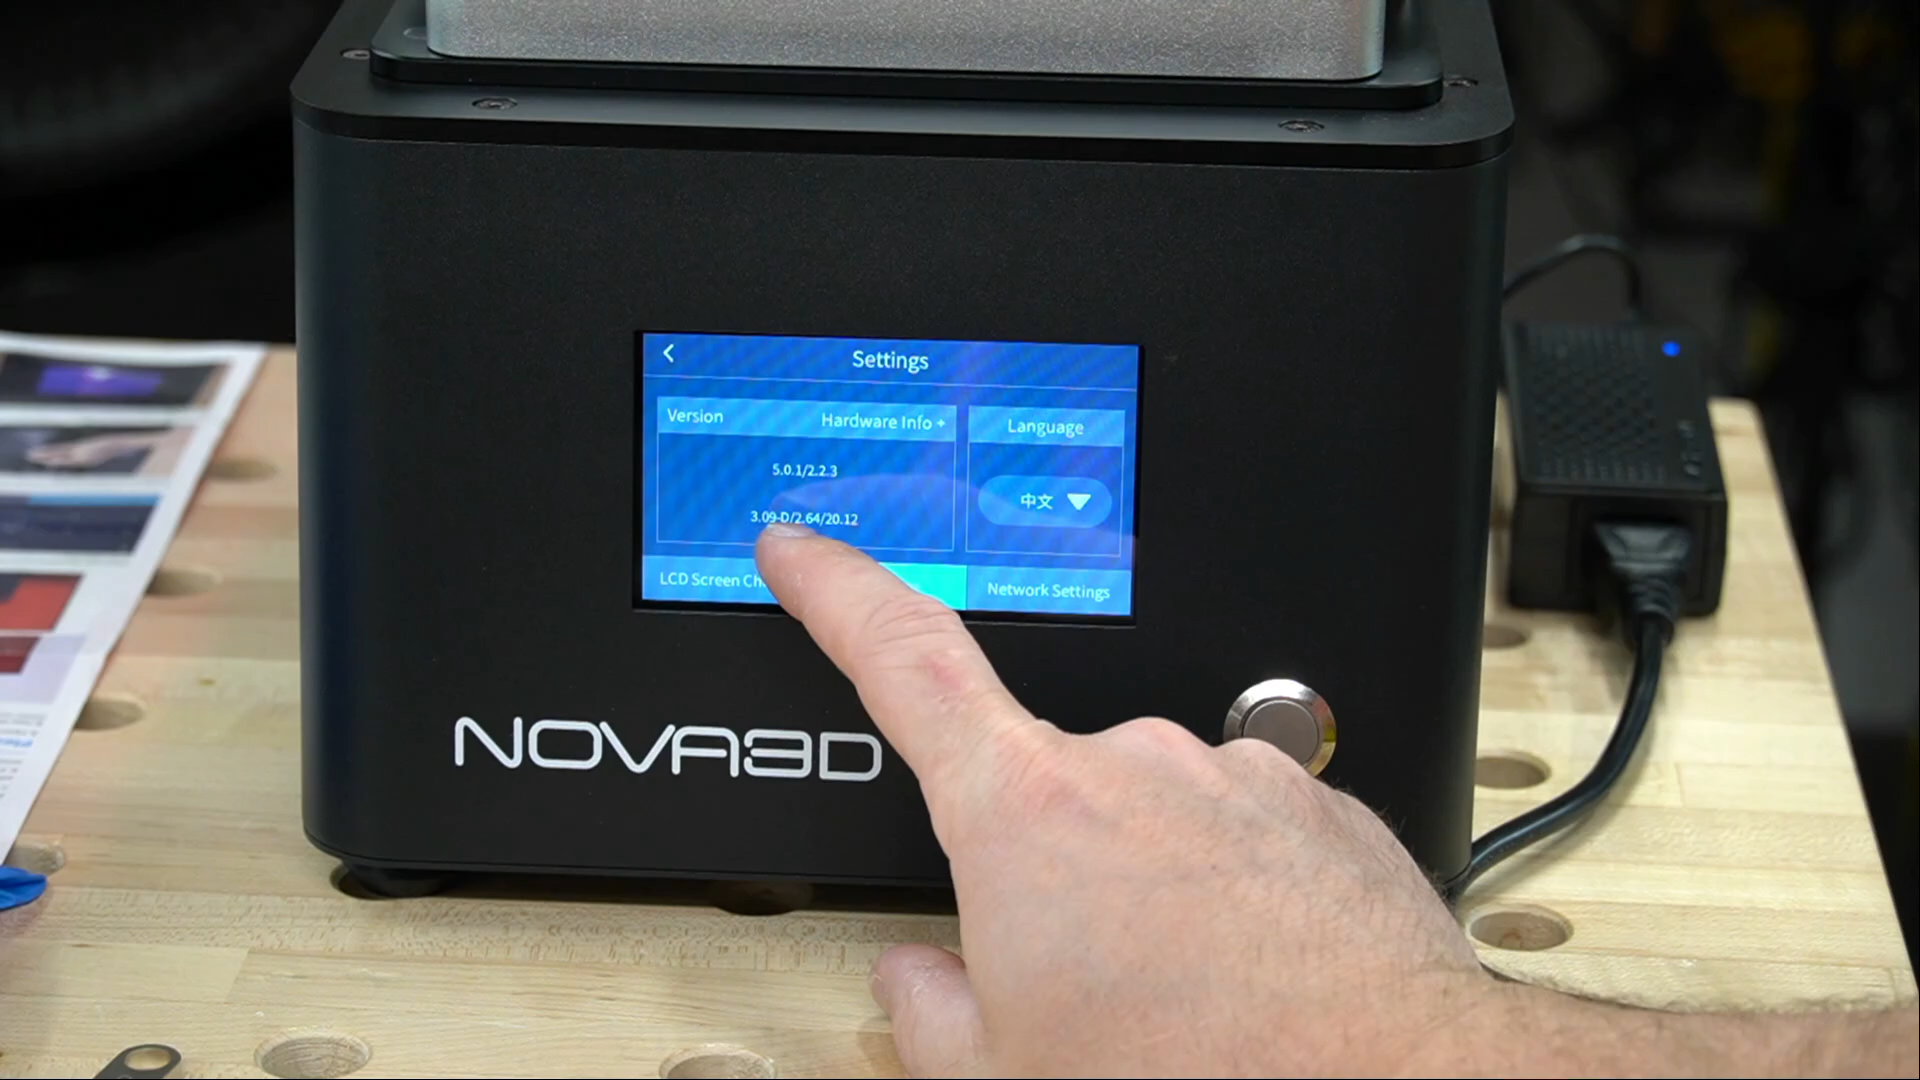 Settings
Version Hardware Info +
Language
5.0.1/2.2.3
中文
3.09-D/2.64/20.12
LCD Screen Network Settings
NOVA3D